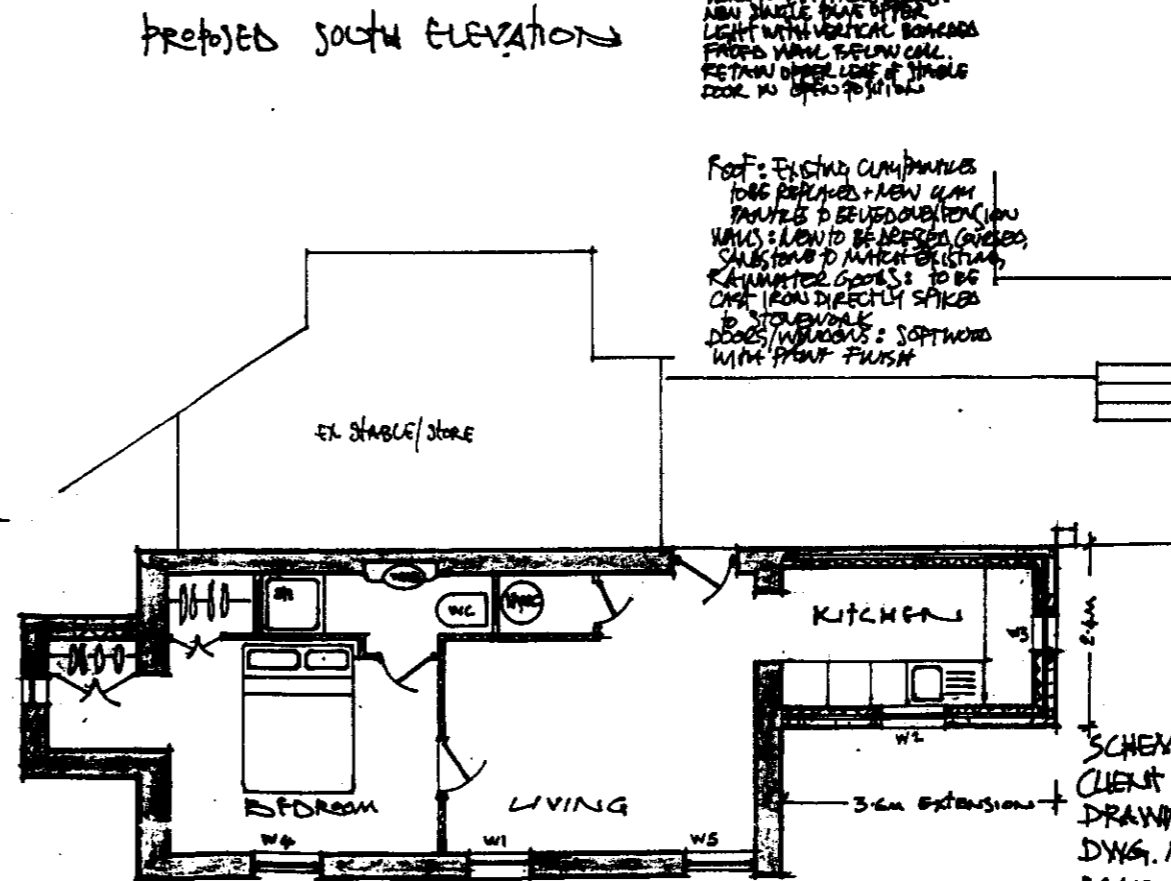 PROPOSED SOUTH ELEVATION
NEW SINGLE PANE UPPER
LIGHT WITH VERTICAL BOARDED
FACED WALL BELOW CILL.
RETAIN UPPER LEAF OF STABLE
DOOR IN OPEN POSITION
ROOF: EXISTING CLAY PANTILES
TO BE REPLACED + NEW CLAY
PANTILE TO BE USED ON EXTENSION
WALLS: NEW TO BE DRESSED COURSED,
SANDSTONE TO MATCH EXISTING
RAINWATER GOODS: TO BE
CAST IRON DIRECTLY SPIKED
TO STONEWORK
DOORS/WINDOWS: SOFTWOOD
WITH PAINT FINISH
EX STABLE/STORE
SH
WC
KITCHEN
W3
2.4M
W2
BEDROOM
LIVING
3.6M EXTENSION
W4
W1
W5
SCHEM
CLIENT
DRAW
DWG.